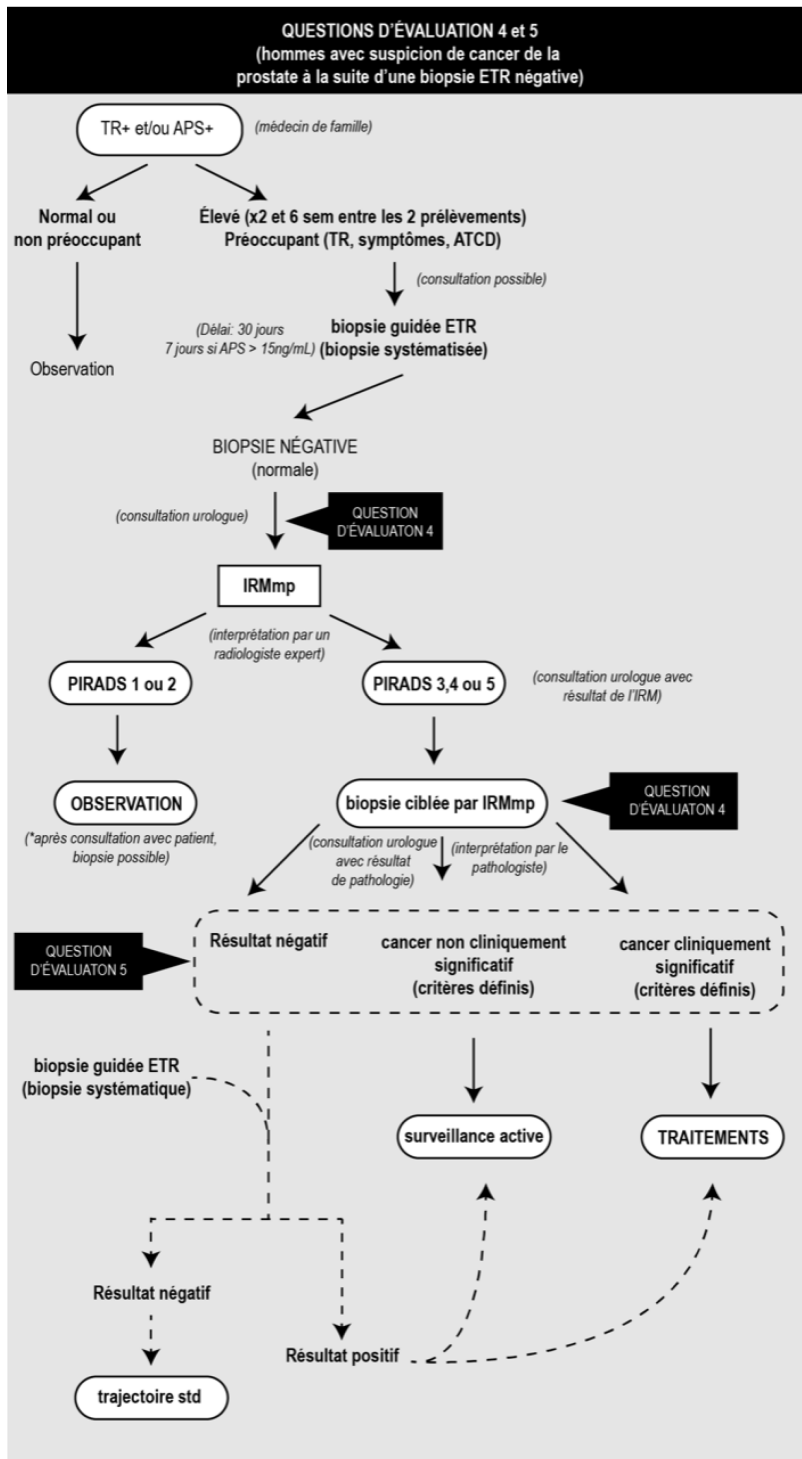 QUESTIONS D'ÉVALUATION 4 et 5
(hommes avec suspicion de cancer de la
prostate à la suite d'une biopsie ETR négative)
TR+ et/ou APS+
(médecin de famille)
Normal ou
non préoccupant
Élevé (x2 et 6 sem entre les 2 prélèvements)
Préoccupant (TR, symptômes, ATCD)
(consultation possible)
Observation
(Délai: 30 jours
7 jours si APS > 15ng/mL)
biopsie guidée ETR
(biopsie systématisée)
BIOPSIE NÉGATIVE
(normale)
(consultation urologue)
QUESTION
D'ÉVALUATON 4
IRMmp
(interprétation par un
radiologiste expert)
PIRADS 1 ou 2
PIRADS 3,4 ou 5
(consultation urologue avec
résultat de l'IRM)
OBSERVATION
(*après consultation avec patient,
biopsie possible)
biopsie ciblée par IRMmp
QUESTION
D'ÉVALUATON 4
(consultation urologue
avec résultat
de pathologie)
(interprétation par le
pathologiste)
QUESTION
D'ÉVALUATON 5
Résultat négatif
cancer non cliniquement
significatif
(critères définis)
cancer cliniquement
significatif
(critères définis)
biopsie guidée ETR
(biopsie systématique)
surveillance active
TRAITEMENTS
Résultat négatif
Résultat positif
trajectoire std